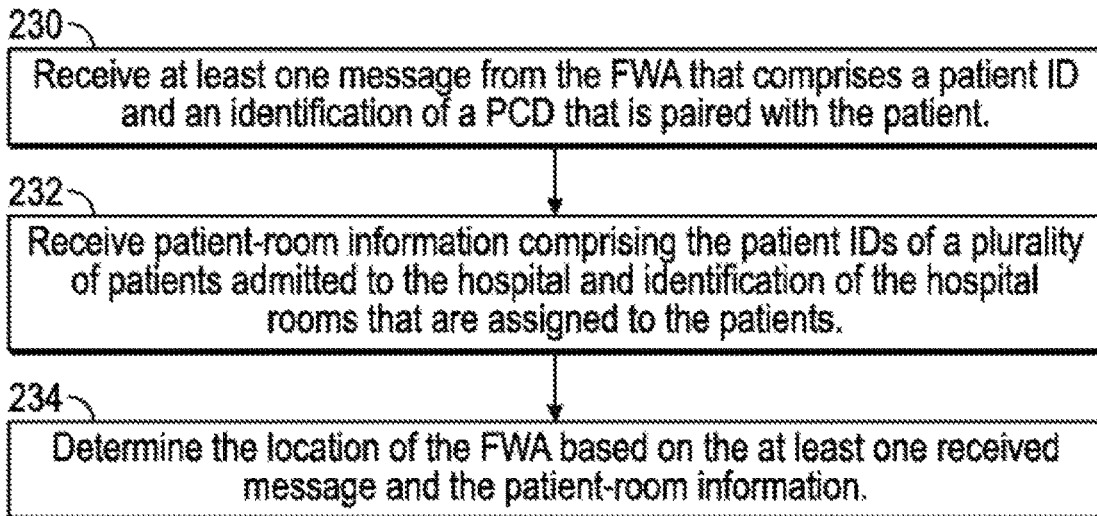 230
Receive at least one message from the FWA that comprises a patient ID
and an identification of a PCD that is paired with the patient.
232
Receive patient-room information comprising the patient IDs of a plurality
of patients admitted to the hospital and identification of the hospital
rooms that are assigned to the patients.
234
Determine the location of the FWA based on the at least one received
message and the patient-room information.